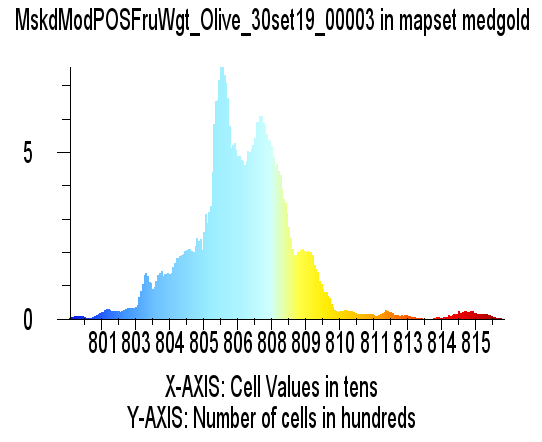 MskdModPOSFruWgt_Olive_30set19_00003 in mapset medgold
5
0
801 803 804 805 806 808 809 810 811 813 814 815
X-AXIS: Cell Values in tens
Y-AXIS: Number of cells in hundreds